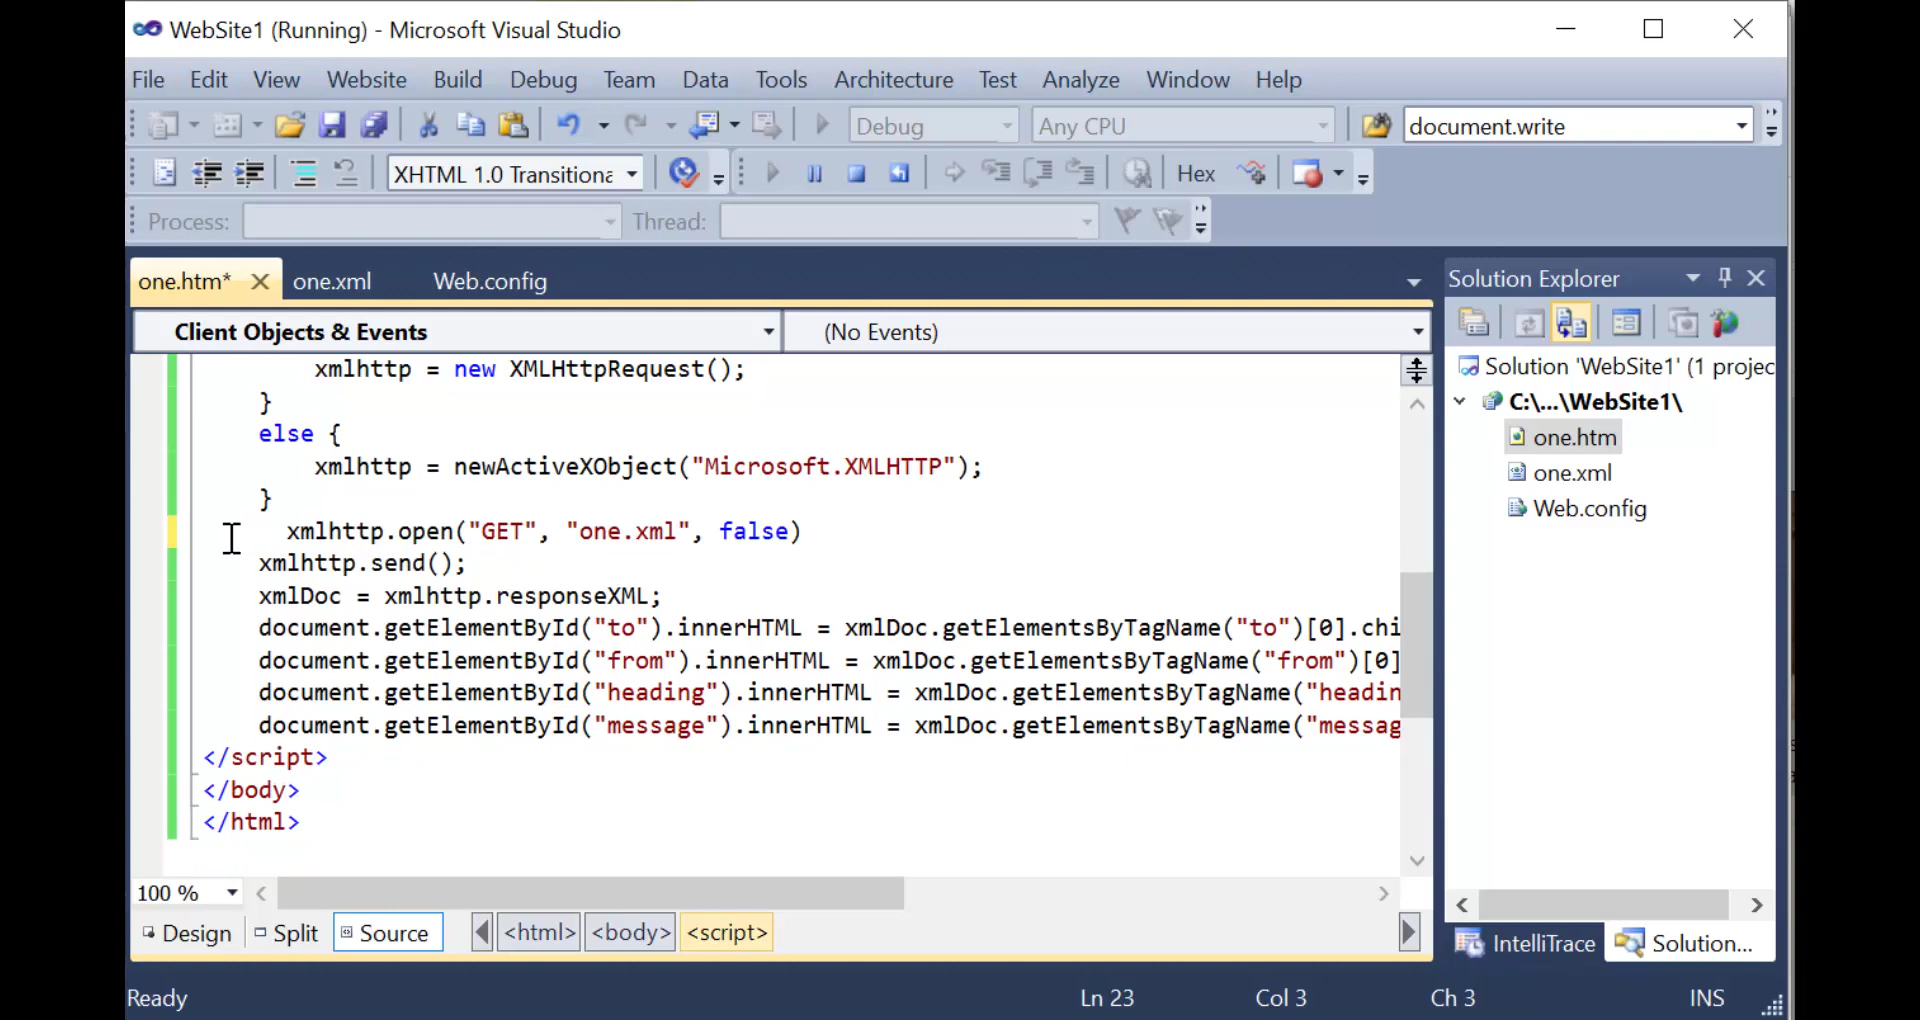 WebSite1 (Running) - Microsoft Visual Studio
File Edit View Website Build Debug Team Data Tools Architecture Test Analyze Window Help
Debug Any CPU document.write
XHTML 1.0 Transitiona Hex
Process: Thread:
one.htm* one.xml Web.config
Client Objects & Events (No Events)
xmlhttp = new XMLHttpRequest();
}
else {
xmlhttp = newActiveXObject("Microsoft.XMLHTTP");
}
xmlhttp.open("GET", "one.xml", false)
xmlhttp.send();
xmlDoc = xmlhttp.responseXML;
document.getElementById("to").innerHTML = xmlDoc.getElementsByTagName("to")[0].chi
document.getElementById("from").innerHTML = xmlDoc.getElementsByTagName("from")[0]
document.getElementById("heading").innerHTML = xmlDoc.getElementsByTagName("headin
document.getElementById("message").innerHTML = xmlDoc.getElementsByTagName("messag
</script>
</body>
</html>
100 %
Design Split Source <html> <body> <script>
Solution Explorer
Solution 'WebSite1' (1 projec
C:\...\WebSite1\
one.htm
one.xml
Web.config
IntelliTrace Solution...
Ready Ln 23 Col 3 Ch 3 INS